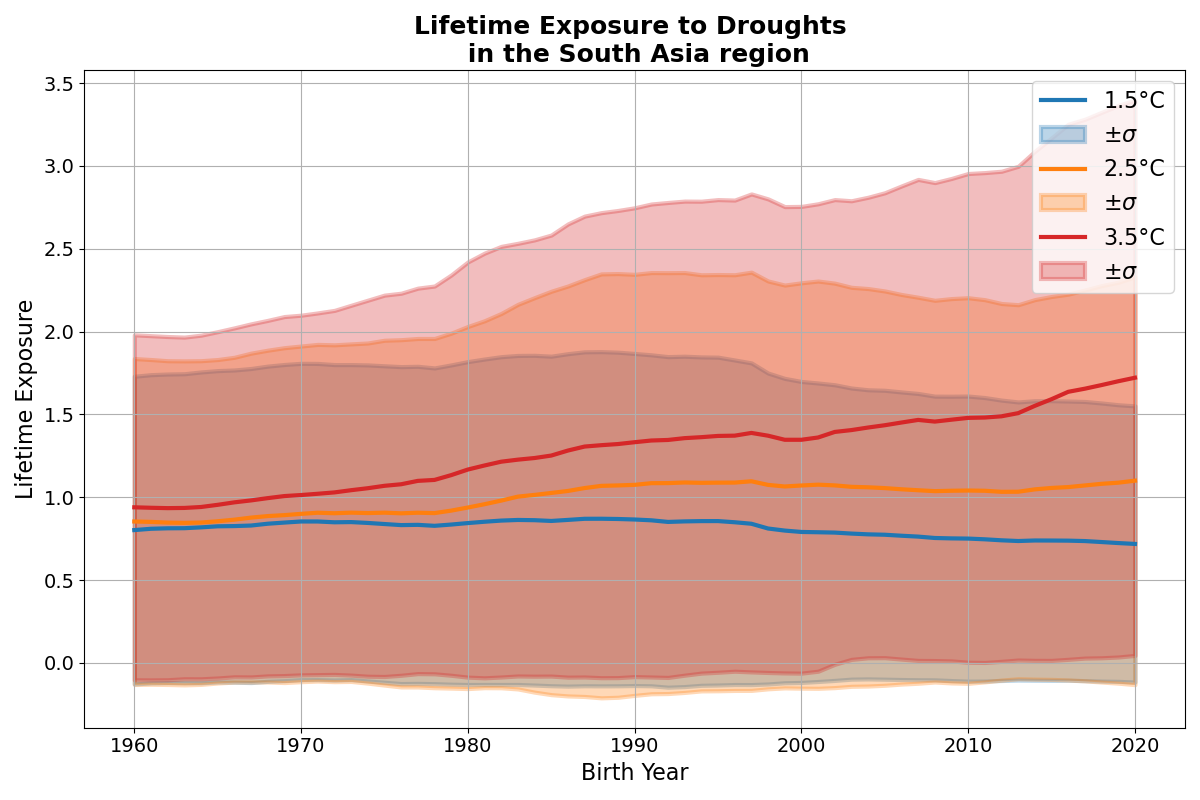 Lifetime Exposure to Droughts
in the South Asia region
3.5
3.0
2.5
2.0
1.5
1.0
0.5
0.0
Lifetime Exposure
1.5°C
±σ
2.5°C
±σ
3.5°C
±σ
1960 1970 1980 1990 2000 2010 2020
Birth Year